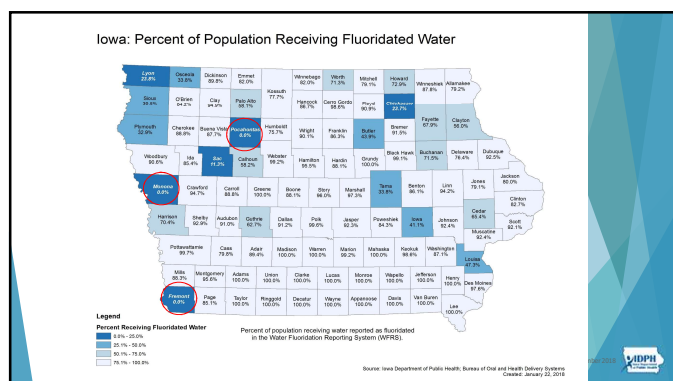 Iowa: Percent of Population Receiving Fluoridated Water
Lyon
23.8%
Osceola
33.8%
Dickinson
89.8%
Emmet
82.0%
Winnebago
82.0%
Worth
71.3%
Mitchell
79.1%
Howard
72.9%
Winneshiek
87.8%
Allamakee
79.2%
Kossuth
77.7%
Sioux
O'Brien
Clay
Palo Alto
58.1%
Hancock
86.7%
Cerro Gordo
98.6%
Floyd
90.9%
Chickasaw
23.7%
Fayette
67.9%
Clayton
56.0%
Plymouth
32.9%
Cherokee
88.8%
Buena Vista
87.7%
Pocahontas
0.0%
Humboldt
75.7%
Wright
90.1%
Franklin
86.3%
Butler
43.9%
Bremer
91.5%
Woodbury
90.6%
Ida
85.4%
Sac
11.2%
Calhoun
58.2%
Webster
99.2%
Hamilton
95.5%
Hardin
88.1%
Grundy
100.0%
Black Hawk
99.1%
Buchanan
71.5%
Delaware
76.4%
Dubuque
92.5%
Monona
0.0%
Crawford
94.7%
Carroll
88.8%
Greene
100.0%
Boone
88.1%
Story
96.0%
Marshall
97.3%
Tama
33.8%
Benton
86.1%
Linn
94.2%
Jones
79.1%
Jackson
80.0%
Clinton
82.7%
Harrison
70.4%
Shelby
92.9%
Audubon
91.0%
Guthrie
62.7%
Dallas
91.2%
Polk
99.6%
Jasper
92.3%
Poweshiek
84.3%
Iowa
41.1%
Johnson
92.4%
Cedar
65.4%
Scott
92.1%
Muscatine
92.4%
Pottawattamie
99.7%
Cass
79.8%
Adair
89.4%
Madison
100.0%
Warren
100.0%
Marion
99.2%
Mahaska
100.0%
Keokuk
98.6%
Washington
87.1%
Louisa
47.3%
Mills
88.3%
Montgomery
95.8%
Adams
100.0%
Union
100.0%
Clarke
100.0%
Lucas
100.0%
Monroe
100.0%
Wapello
100.0%
Jefferson
100.0%
Henry
100.0%
Des Moines
97.6%
Fremont
0.0%
Page
85.1%
Taylor
100.0%
Ringgold
100.0%
Decatur
100.0%
Wayne
100.0%
Appanoose
100.0%
Davis
100.0%
Van Buren
100.0%
Lee
100.0%
Legend
Percent Receiving Fluoridated Water
0.0% - 25.0%
25.1% - 50.0%
50.1% - 75.0%
75.1% - 100.0%
Percent of population receiving water reported as fluoridated
in the Water Fluoridation Reporting System (WFRS).
Source: Iowa Department of Public Health; Bureau of Oral and Health Delivery Systems
Created: January 22, 2018
IDPH